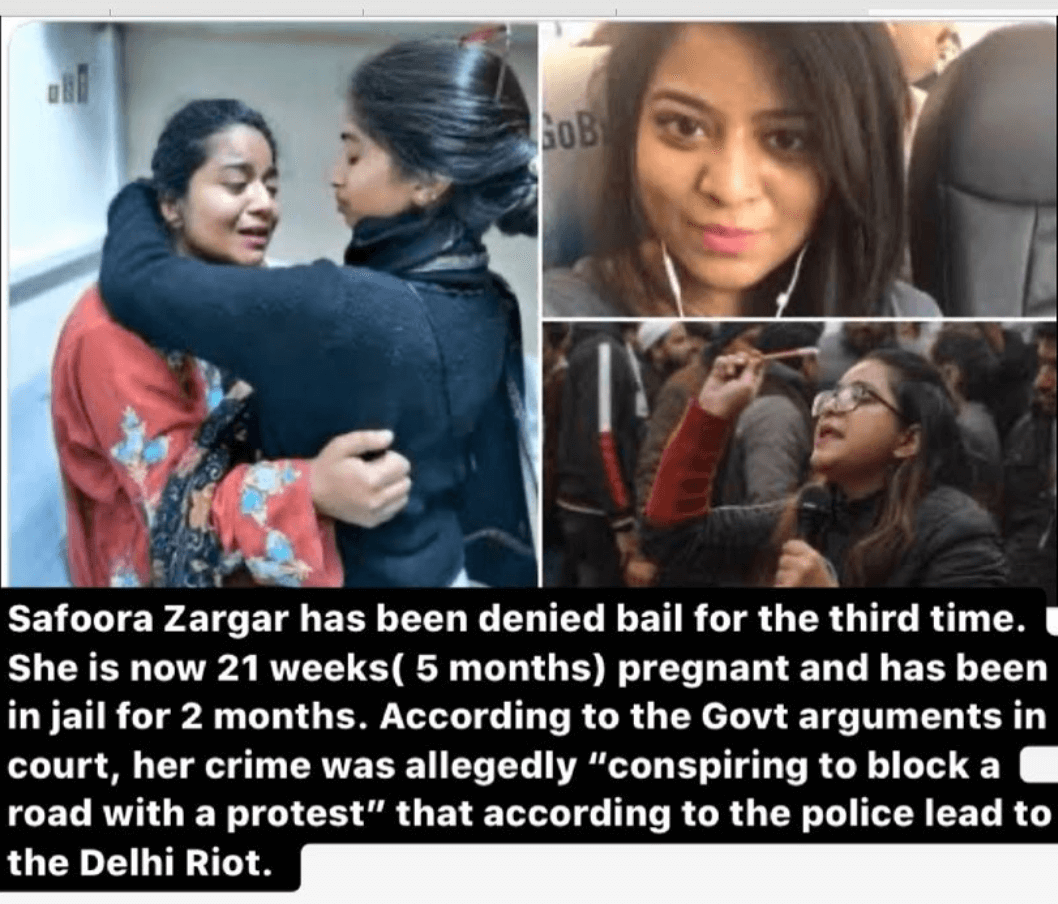 GoB
Safoora Zargar has been denied bail for the third time.
She is now 21 weeks( 5 months) pregnant and has been
in jail for 2 months. According to the Govt arguments in
court, her crime was allegedly “conspiring to block a
road with a protest” that according to the police lead to
the Delhi Riot.